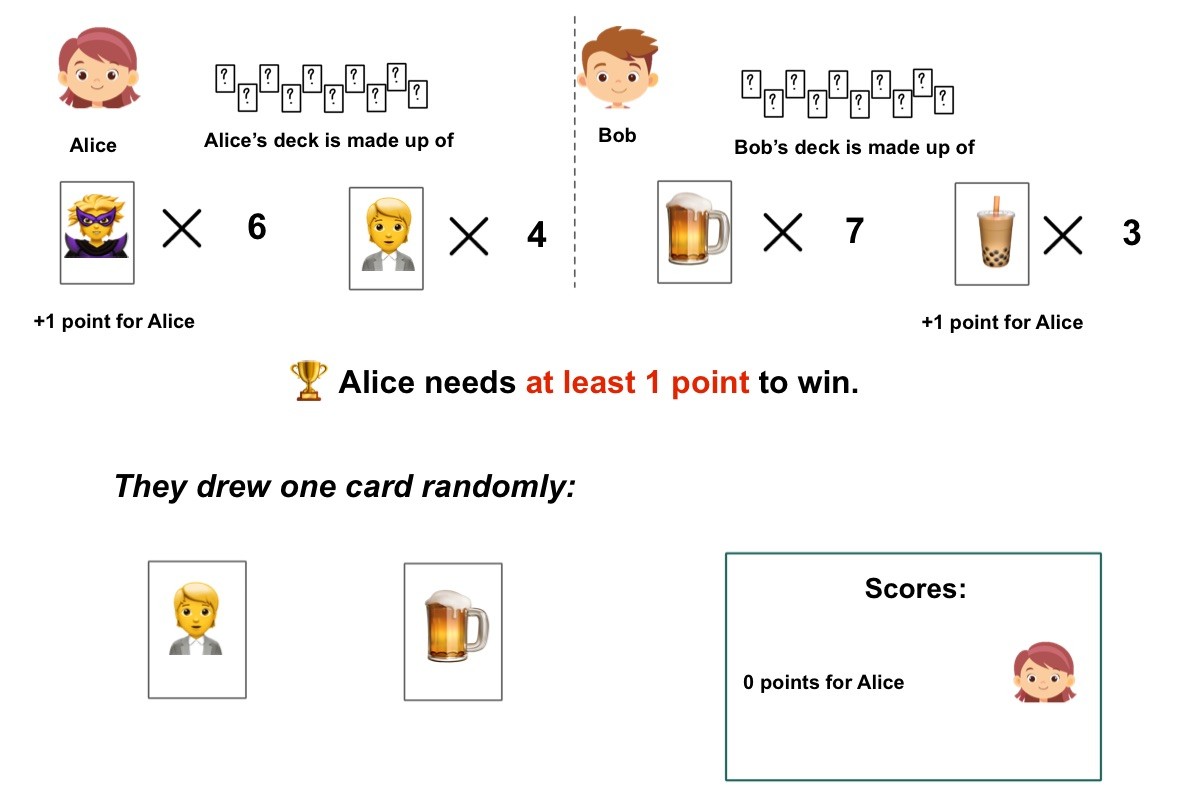 ? ? ? ? ? ? ? ? ? ?
? ? ? ? ? ? ? ? ? ?
Alice
Alice’s deck is made up of
Bob
Bob’s deck is made up of
6
4
7
3
+1 point for Alice
+1 point for Alice
Alice needs at least 1 point to win.
They drew one card randomly:
Scores:
0 points for Alice